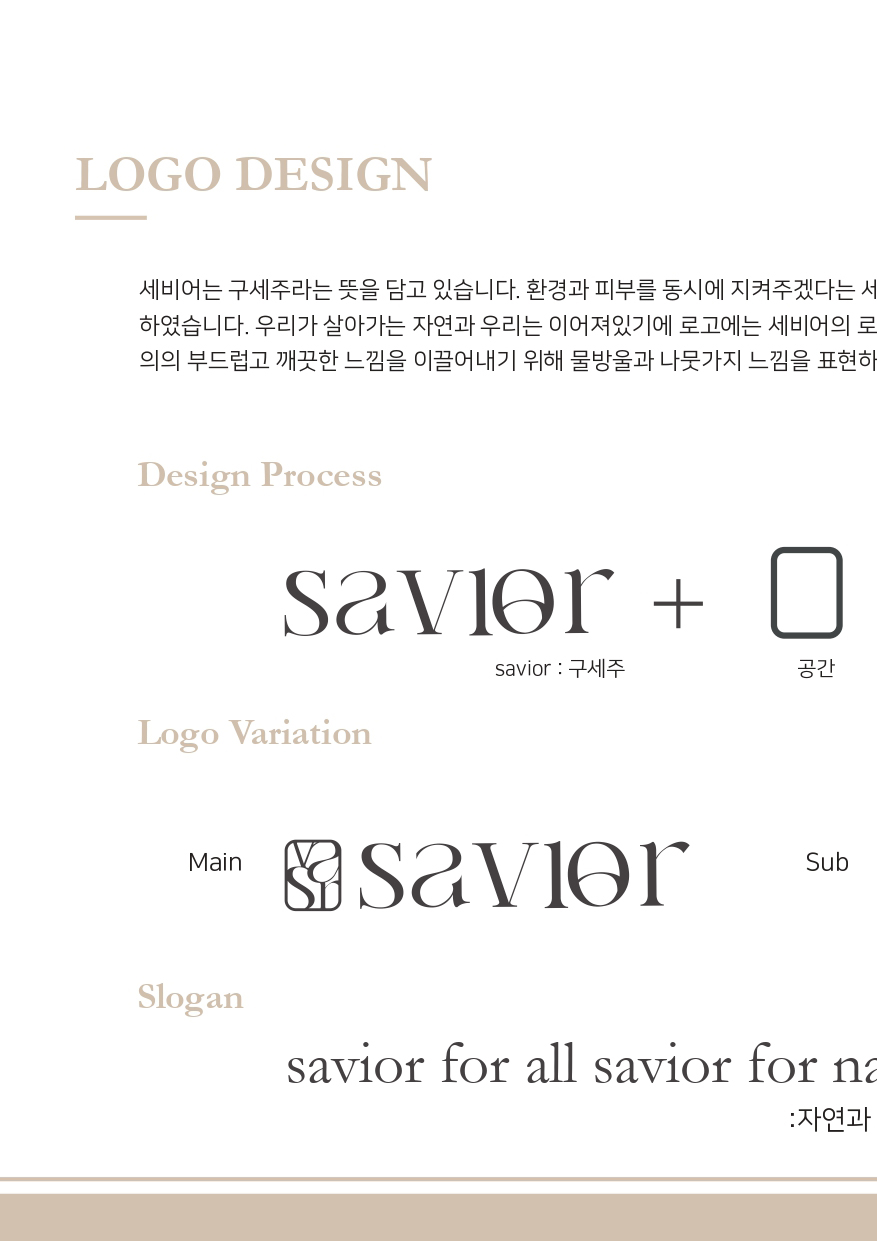 LOGO DESIGN
세비어는 구세주라는 뜻을 담고 있습니다. 환경과 피부를 동시에 지켜주겠다는 세
하였습니다. 우리가 살아가는 자연과 우리는 이어져있기에 로고에는 세비어의 로
의의 부드럽고 깨끗한 느낌을 이끌어내기 위해 물방울과 나뭇가지 느낌을 표현하
Design Process
savior +
savior : 구세주 공간
Logo Variation
Main savior Sub
Slogan
savior for all savior for na
:자연과